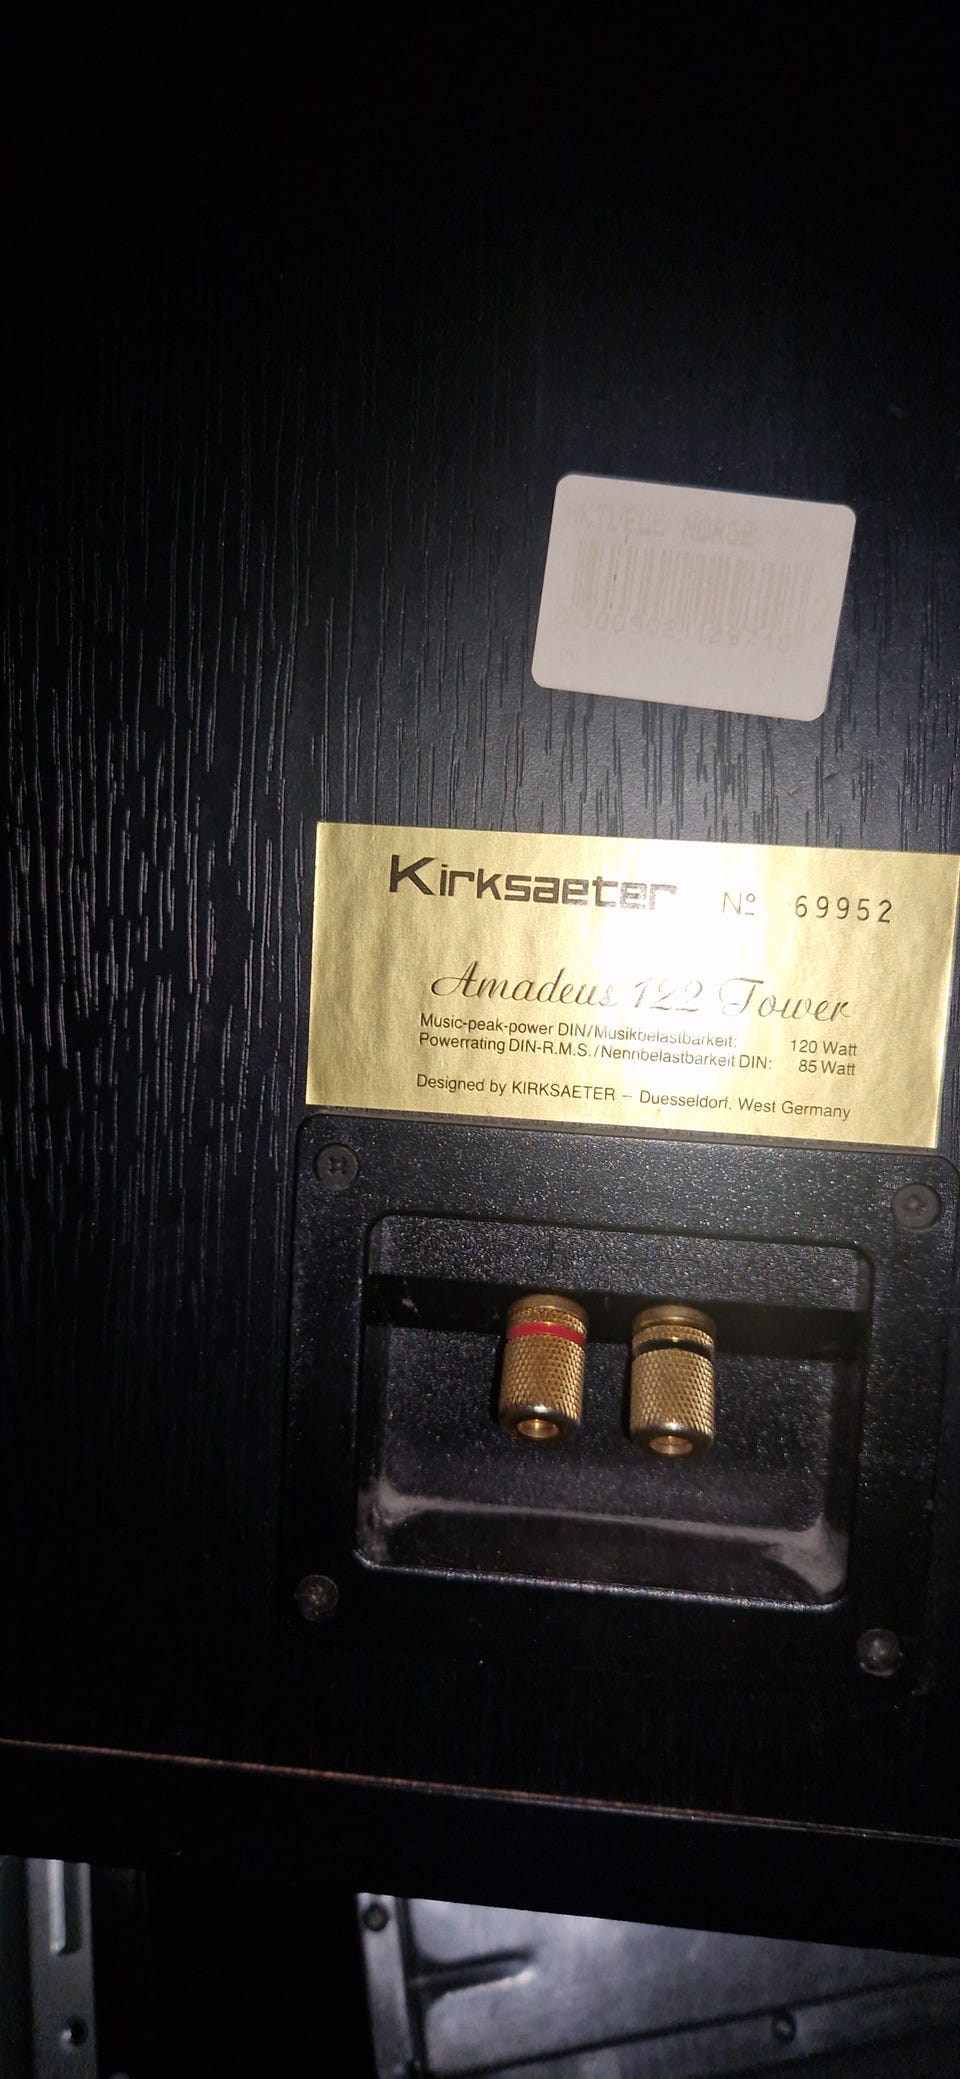 AKTUELL NORGE
Kirksaeter Nº 69952
Amadeus 122 Tower
Music-peak-power DIN/Musikbelastbarkeit: 120 Watt
Powerrating DIN-R.M.S./Nennbelastbarkeit DIN: 85 Watt
Designed by KIRKSAETER – Duesseldorf, West Germany